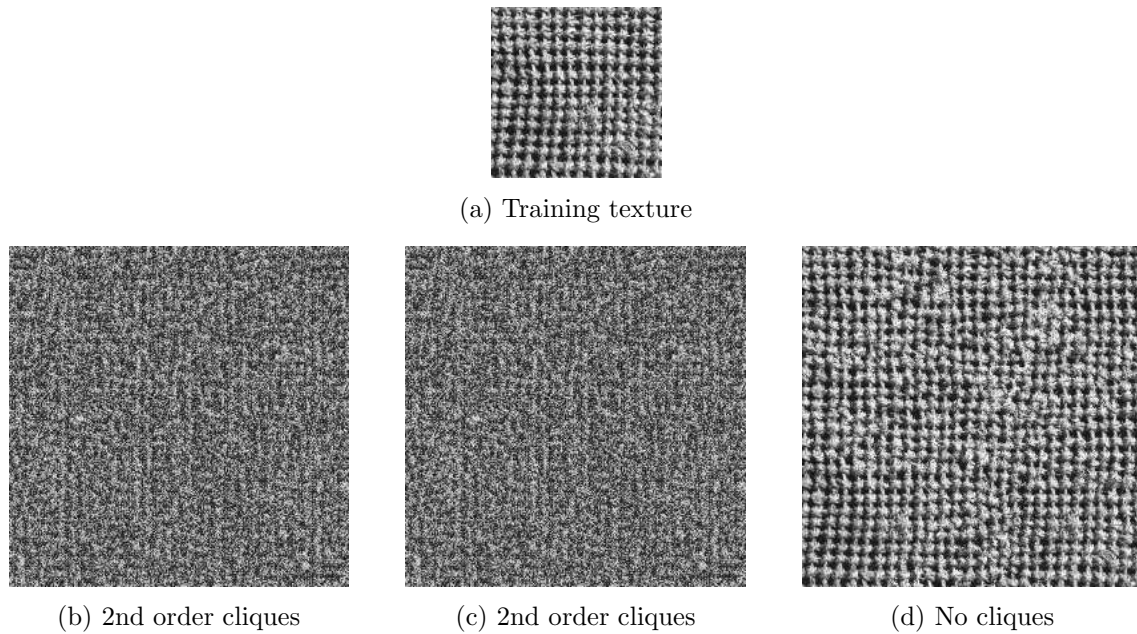 (a) Training texture
(b) 2nd order cliques
(c) 2nd order cliques
(d) No cliques